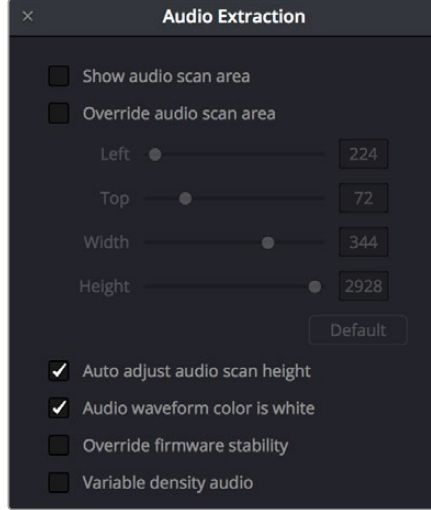 Audio Extraction
Show audio scan area
Override audio scan area
Left 224
Top 72
Width 344
Height 2928
Default
Auto adjust audio scan height
Audio waveform color is white
Override firmware stability
Variable density audio